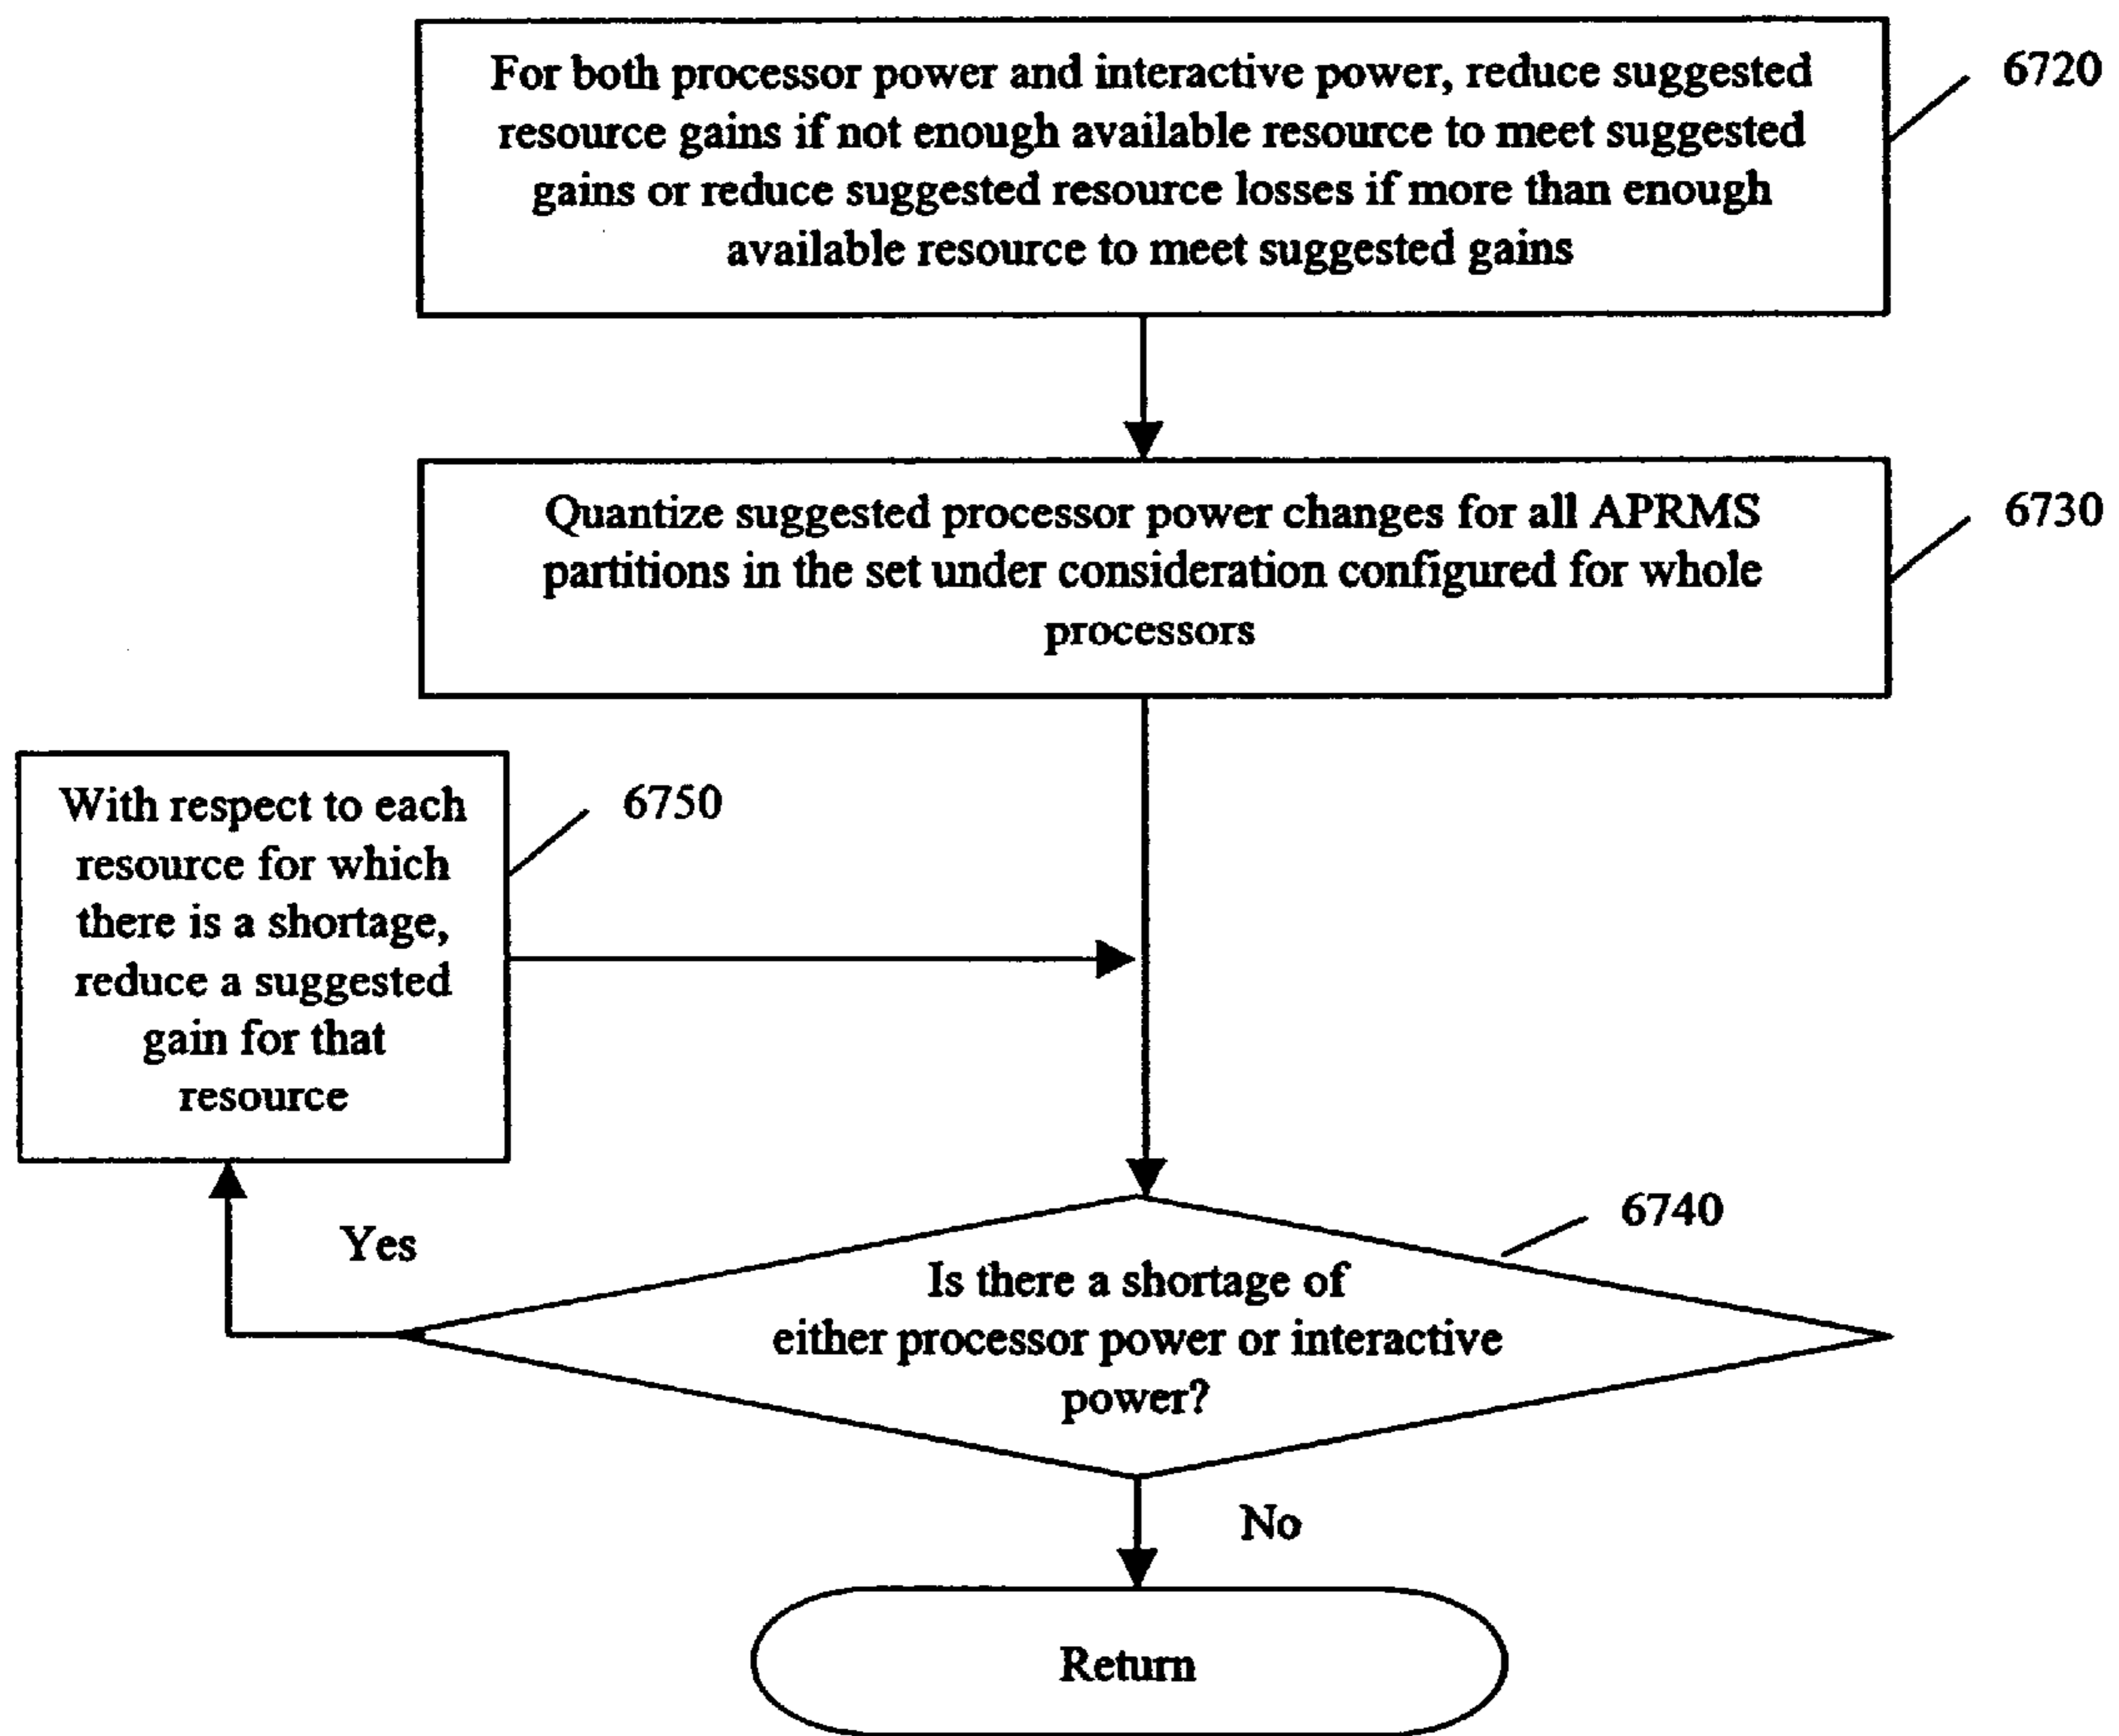 For both processor power and interactive power, reduce suggested
resource gains if not enough available resource to meet suggested
gains or reduce suggested resource losses if more than enough
available resource to meet suggested gains
6720
Quantize suggested processor power changes for all APRMS
partitions in the set under consideration configured for whole
processors
6730
With respect to each
resource for which
there is a shortage,
reduce a suggested
gain for that
resource
6750
Yes
6740
Is there a shortage of
either processor power or interactive
power?
No
Return